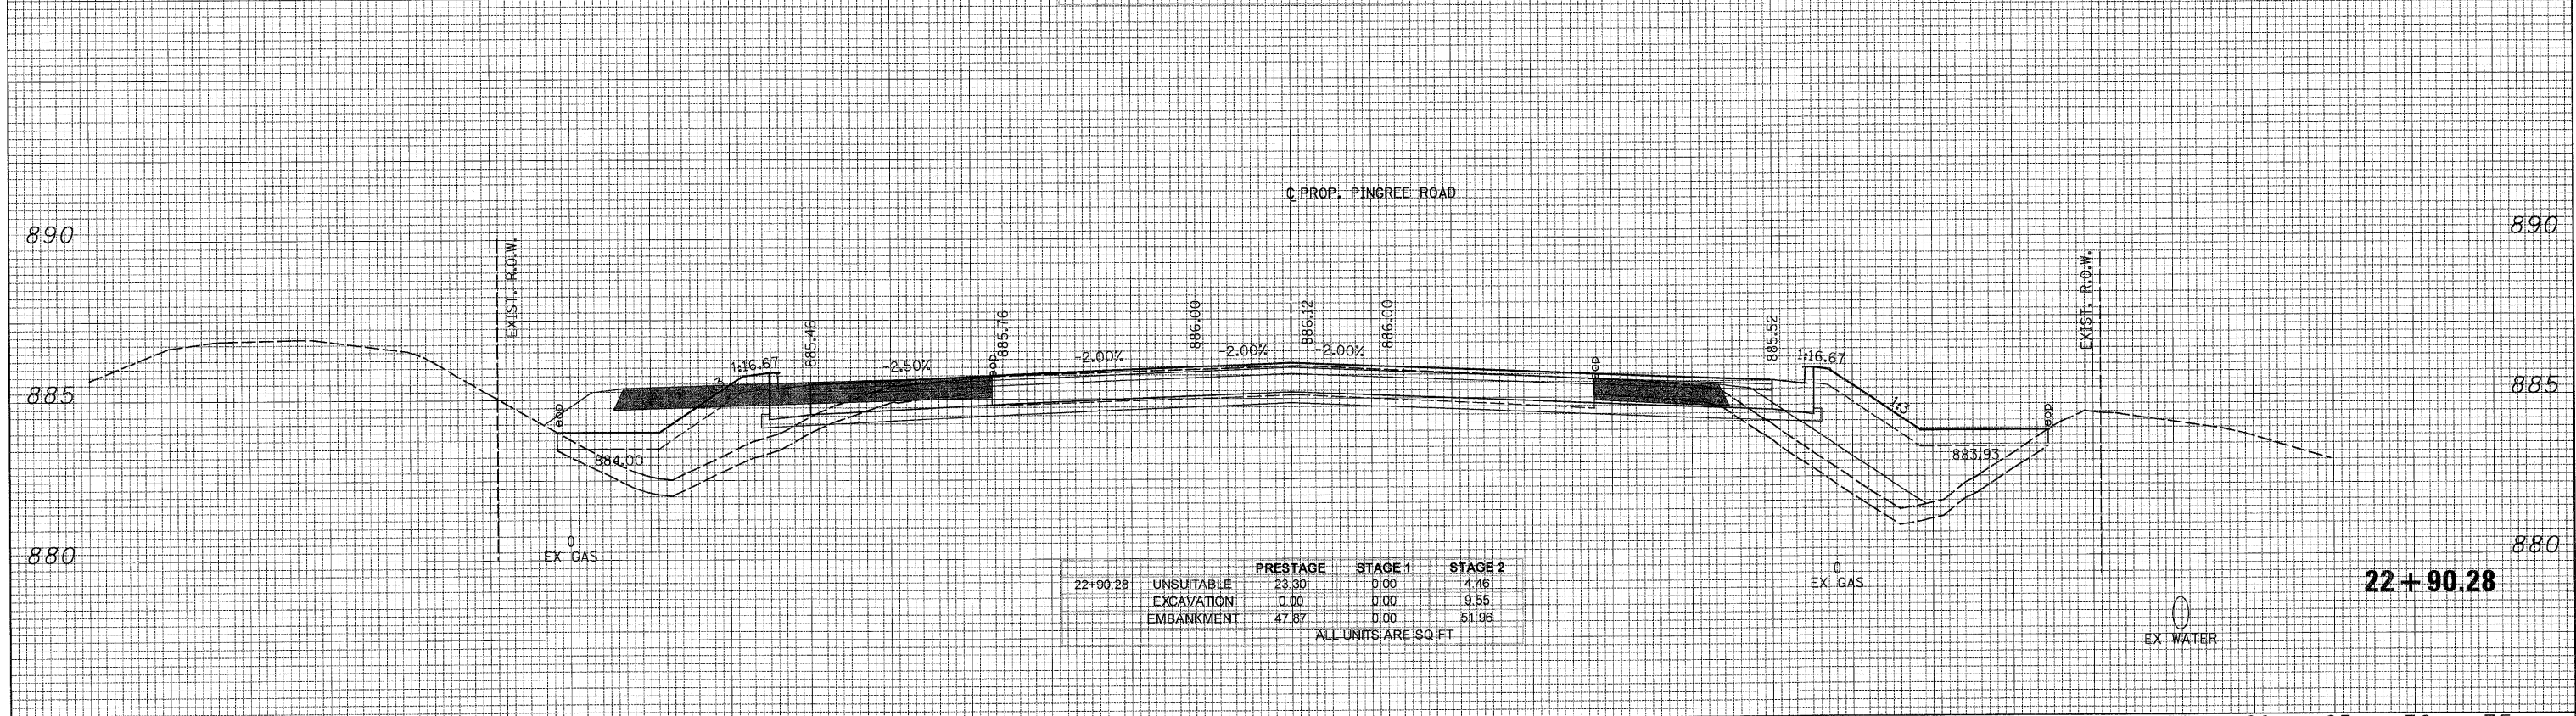 ℄ PROP. PINGREE ROAD
890
890
EXIST. R.O.W.
EXIST. R.O.W.
885.46
885.76
886.00
886.12
886.00
885.52
1:16.67
-2.50%
eop
-2.00%
-2.00%
-2.00%
eop
1:16.67
885
885
eop
1:3
eop
884.00
883.93
880
0
EX GAS
0
EX GAS
880
PRESTAGE STAGE 1 STAGE 2
22+90.28 UNSUITABLE 23.30 0.00 4.46
EXCAVATION 0.00 0.00 9.55
EMBANKMENT 47.87 0.00 51.96
ALL UNITS ARE SQ FT
22 + 90.28
EX WATER